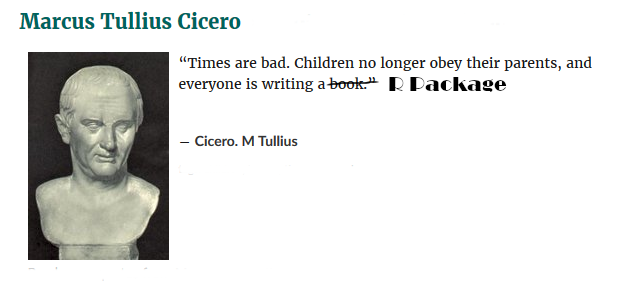 Marcus Tullius Cicero
“Times are bad. Children no longer obey their parents, and
everyone is writing a book.” R Package
— Cicero. M Tullius